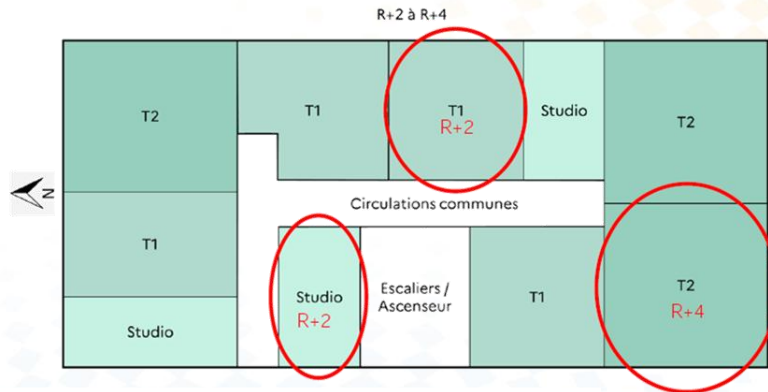 R+2 à R+4
T2
T1
T1
R+2
Studio
T2
N
Circulations communes
T1
Studio
R+2
Escaliers /
Ascenseur
T1
T2
R+4
Studio